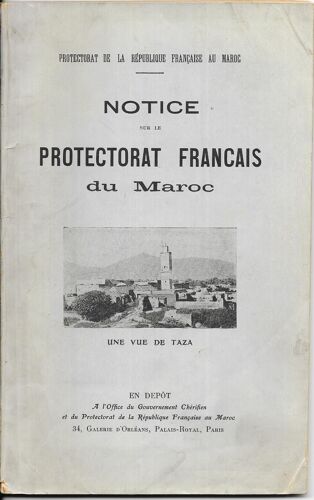 PROTECTORAT DE LA RÉPUBLIQUE FRANÇAISE AU MAROC
NOTICE
SUR LE
PROTECTORAT FRANCAIS
du Maroc
UNE VUE DE TAZA
EN DEPÔT
A l'Office du Gouvernement Chérifien
et du Protectorat de la République Française au Maroc
34, GALERIE D'ORLÉANS, PALAIS-ROYAL, PARIS